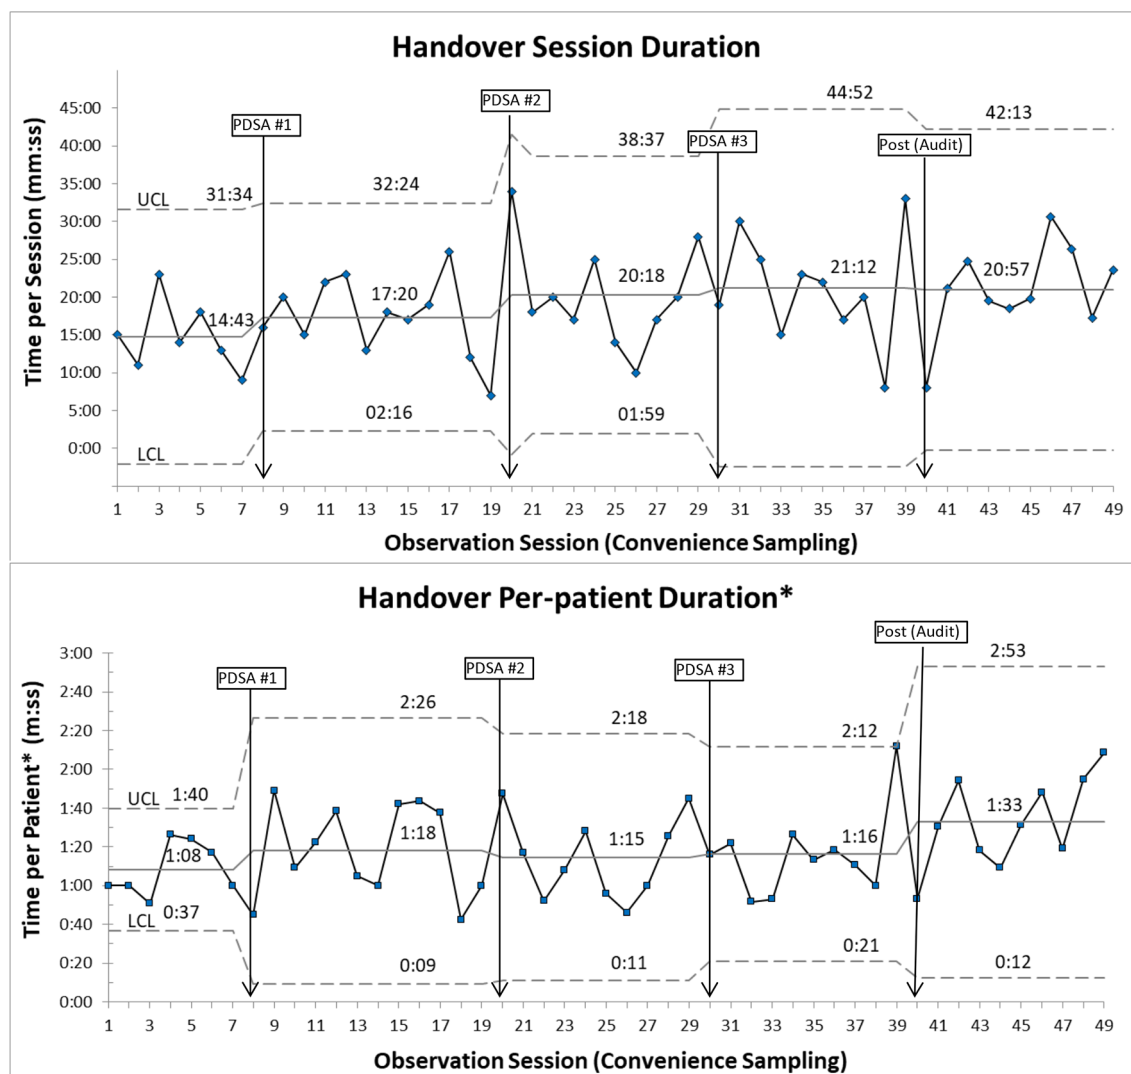 Handover Session Duration
Time per Session (mm:ss)
45:00
40:00
35:00
30:00
25:00
20:00
15:00
10:00
5:00
0:00
UCL
LCL
PDSA #1
PDSA #2
PDSA #3
Post (Audit)
31:34
32:24
38:37
44:52
42:13
14:43
17:20
20:18
21:12
20:57
02:16
01:59
1 3 5 7 9 11 13 15 17 19 21 23 25 27 29 31 33 35 37 39 41 43 45 47 49
Observation Session (Convenience Sampling)
Handover Per-patient Duration*
Time per Patient* (m:ss)
3:00
2:40
2:20
2:00
1:40
1:20
1:00
0:40
0:20
0:00
PDSA #1
PDSA #2
PDSA #3
Post (Audit)
UCL 1:40
2:26
2:18
2:12
2:53
1:08
1:18
1:15
1:16
1:33
LCL 0:37
0:09
0:11
0:21
0:12
1 3 5 7 9 11 13 15 17 19 21 23 25 27 29 31 33 35 37 39 41 43 45 47 49
Observation Session (Convenience Sampling)